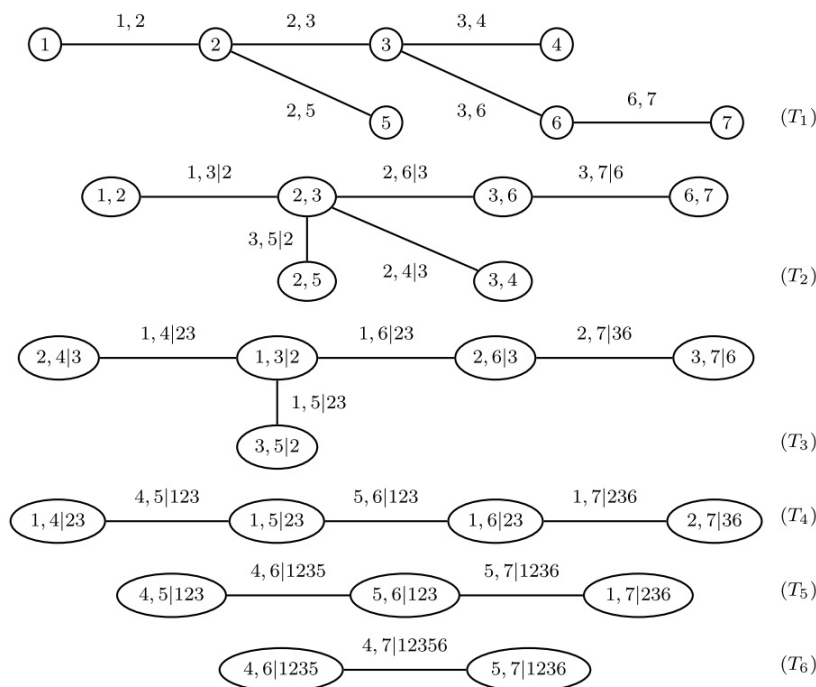 1, 2 2, 3 3, 4
1 2 3 4
2, 5 3, 6 6, 7
5 6 7 (T1)
1, 3|2 2, 6|3 3, 7|6
1, 2 2, 3 3, 6 6, 7
3, 5|2
2, 4|3
2, 5 3, 4 (T2)
1, 4|23 1, 6|23 2, 7|36
2, 4|3 1, 3|2 2, 6|3 3, 7|6
1, 5|23
3, 5|2 (T3)
4, 5|123 5, 6|123 1, 7|236
1, 4|23 1, 5|23 1, 6|23 2, 7|36 (T4)
4, 6|1235 5, 7|1236
4, 5|123 5, 6|123 1, 7|236 (T5)
4, 7|12356
4, 6|1235 5, 7|1236 (T6)